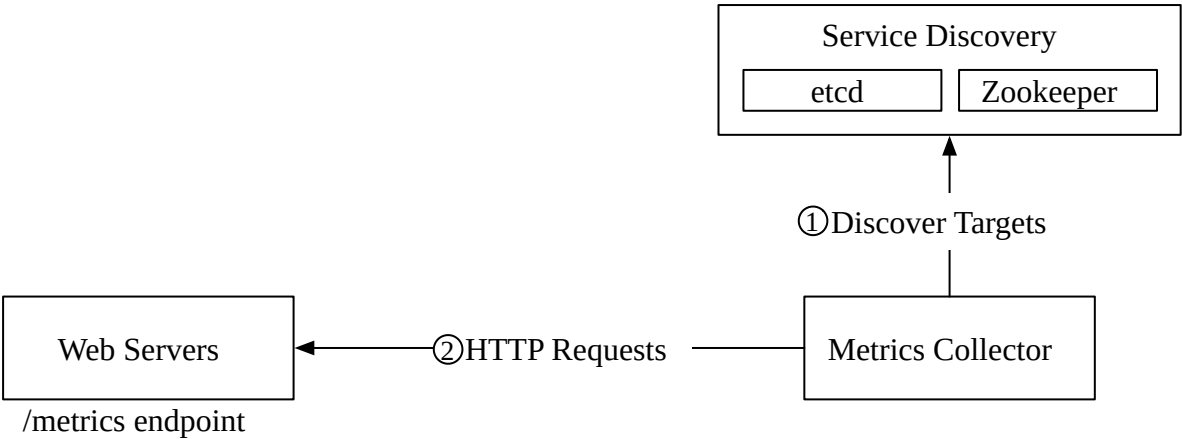 Service Discovery
etcd
Zookeeper
①Discover Targets
Web Servers
②HTTP Requests
Metrics Collector
/metrics endpoint